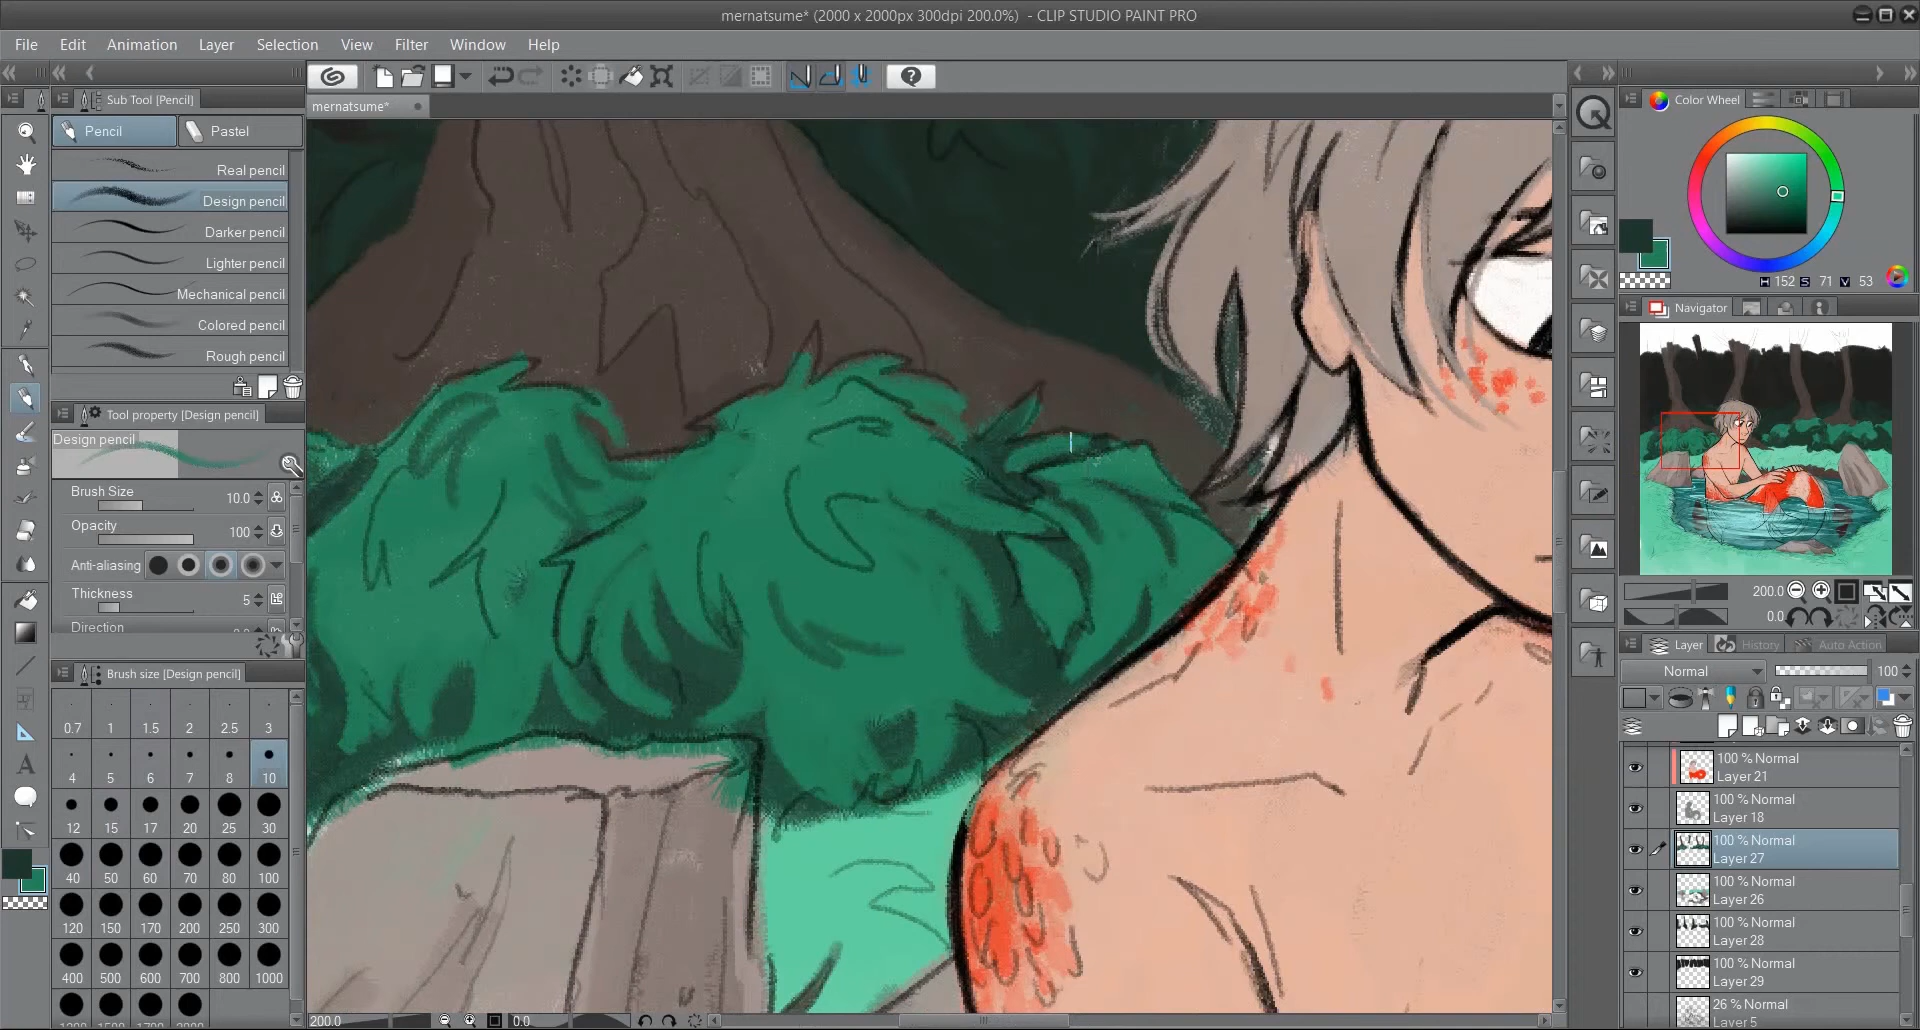 mernatsume* (2000 x 2000px 300dpi 200.0%) - CLIP STUDIO PAINT PRO
File Edit Animation Layer Selection View Filter Window Help
Sub Tool [Pencil]
Pencil Pastel
Real pencil
Design pencil
Darker pencil
Lighter pencil
Mechanical pencil
Colored pencil
Rough pencil
Tool property [Design pencil]
Design pencil
Brush Size 10.0
Opacity 100
Anti-aliasing
Thickness 5
Direction
Brush size [Design pencil]
0.7 1 1.5 2 2.5 3
4 5 6 7 8 10
12 15 17 20 25 30
40 50 60 70 80 100
120 150 170 200 250 300
400 500 600 700 800 1000
mernatsume*
200.0 0.0
Color Wheel
H 152 S 71 V 53
Navigator
200.0
0.0
Layer History Auto Action
Normal 100
100 % Normal
Layer 21
100 % Normal
Layer 18
100 % Normal
Layer 27
100 % Normal
Layer 26
100 % Normal
Layer 28
100 % Normal
Layer 29
26 % Normal
Layer 5